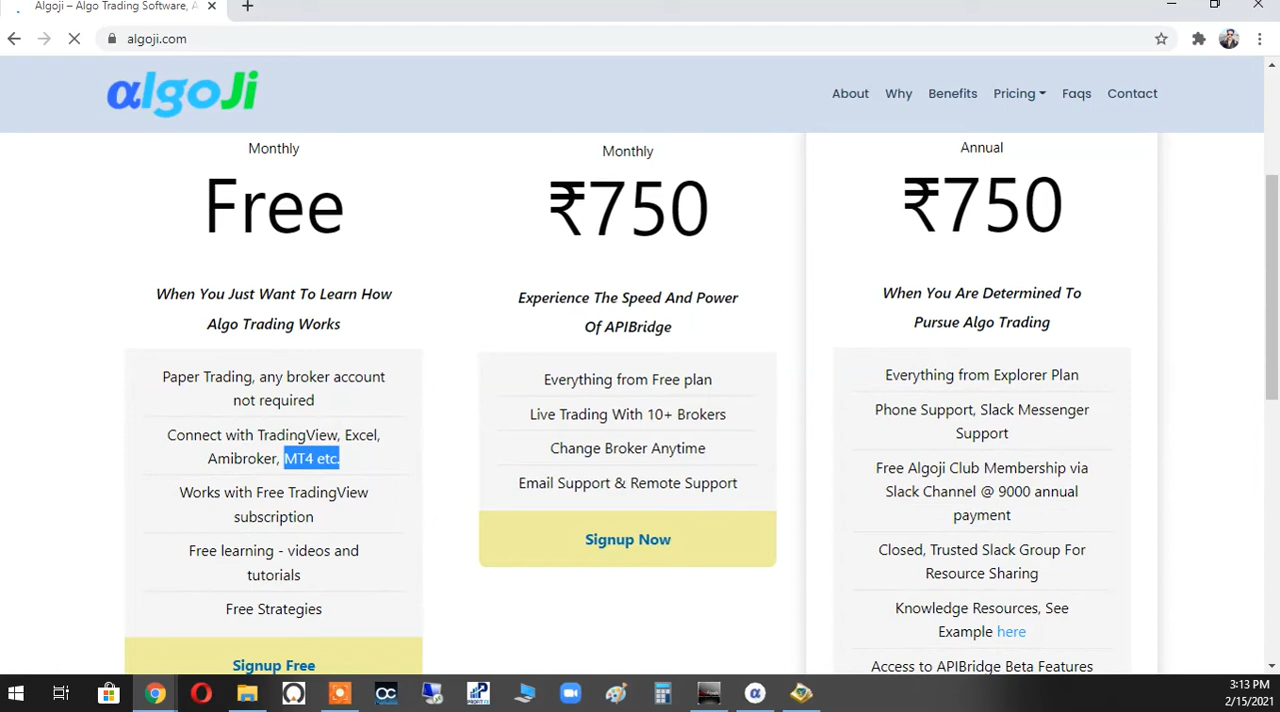 Algoji – Algo Trading Software, A
algoji.com
αlgoJi
About Why Benefits Pricing Faqs Contact
Monthly
Free
When You Just Want To Learn How
Algo Trading Works
Paper Trading, any broker account
not required
Connect with TradingView, Excel,
Amibroker, MT4 etc.
Works with Free TradingView
subscription
Free learning - videos and
tutorials
Free Strategies
Signup Free
Monthly
₹750
Experience The Speed And Power
Of APIBridge
Everything from Free plan
Live Trading With 10+ Brokers
Change Broker Anytime
Email Support & Remote Support
Signup Now
Annual
₹750
When You Are Determined To
Pursue Algo Trading
Everything from Explorer Plan
Phone Support, Slack Messenger
Support
Free Algoji Club Membership via
Slack Channel @ 9000 annual
payment
Closed, Trusted Slack Group For
Resource Sharing
Knowledge Resources, See
Example here
Access to APIBridge Beta Features
3:13 PM
2/15/2021